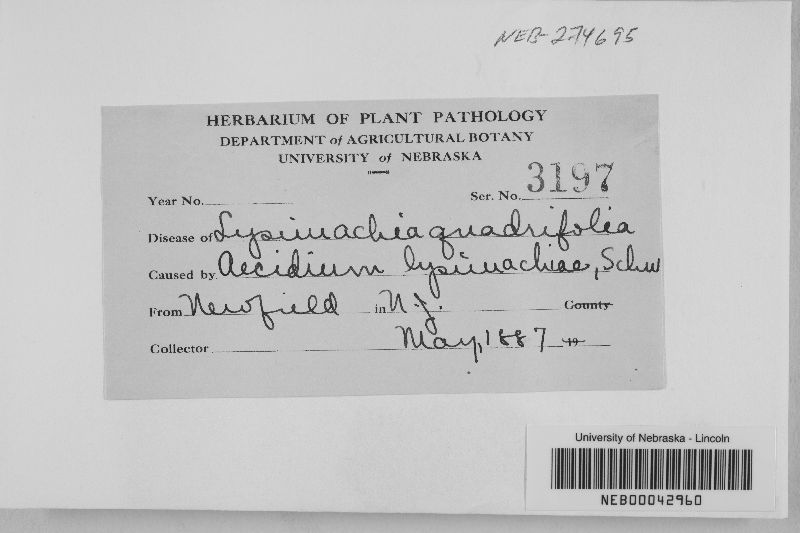 NEB-274695
HERBARIUM OF PLANT PATHOLOGY
DEPARTMENT of AGRICULTURAL BOTANY
UNIVERSITY of NEBRASKA
Year No. Ser. No. 3197
Disease of Lysimachia quadrifolia
Caused by Aecidium lysimachiae, Schw
From Newfield in N.J. County
Collector May, 1887 19
University of Nebraska - Lincoln
NEB00042960